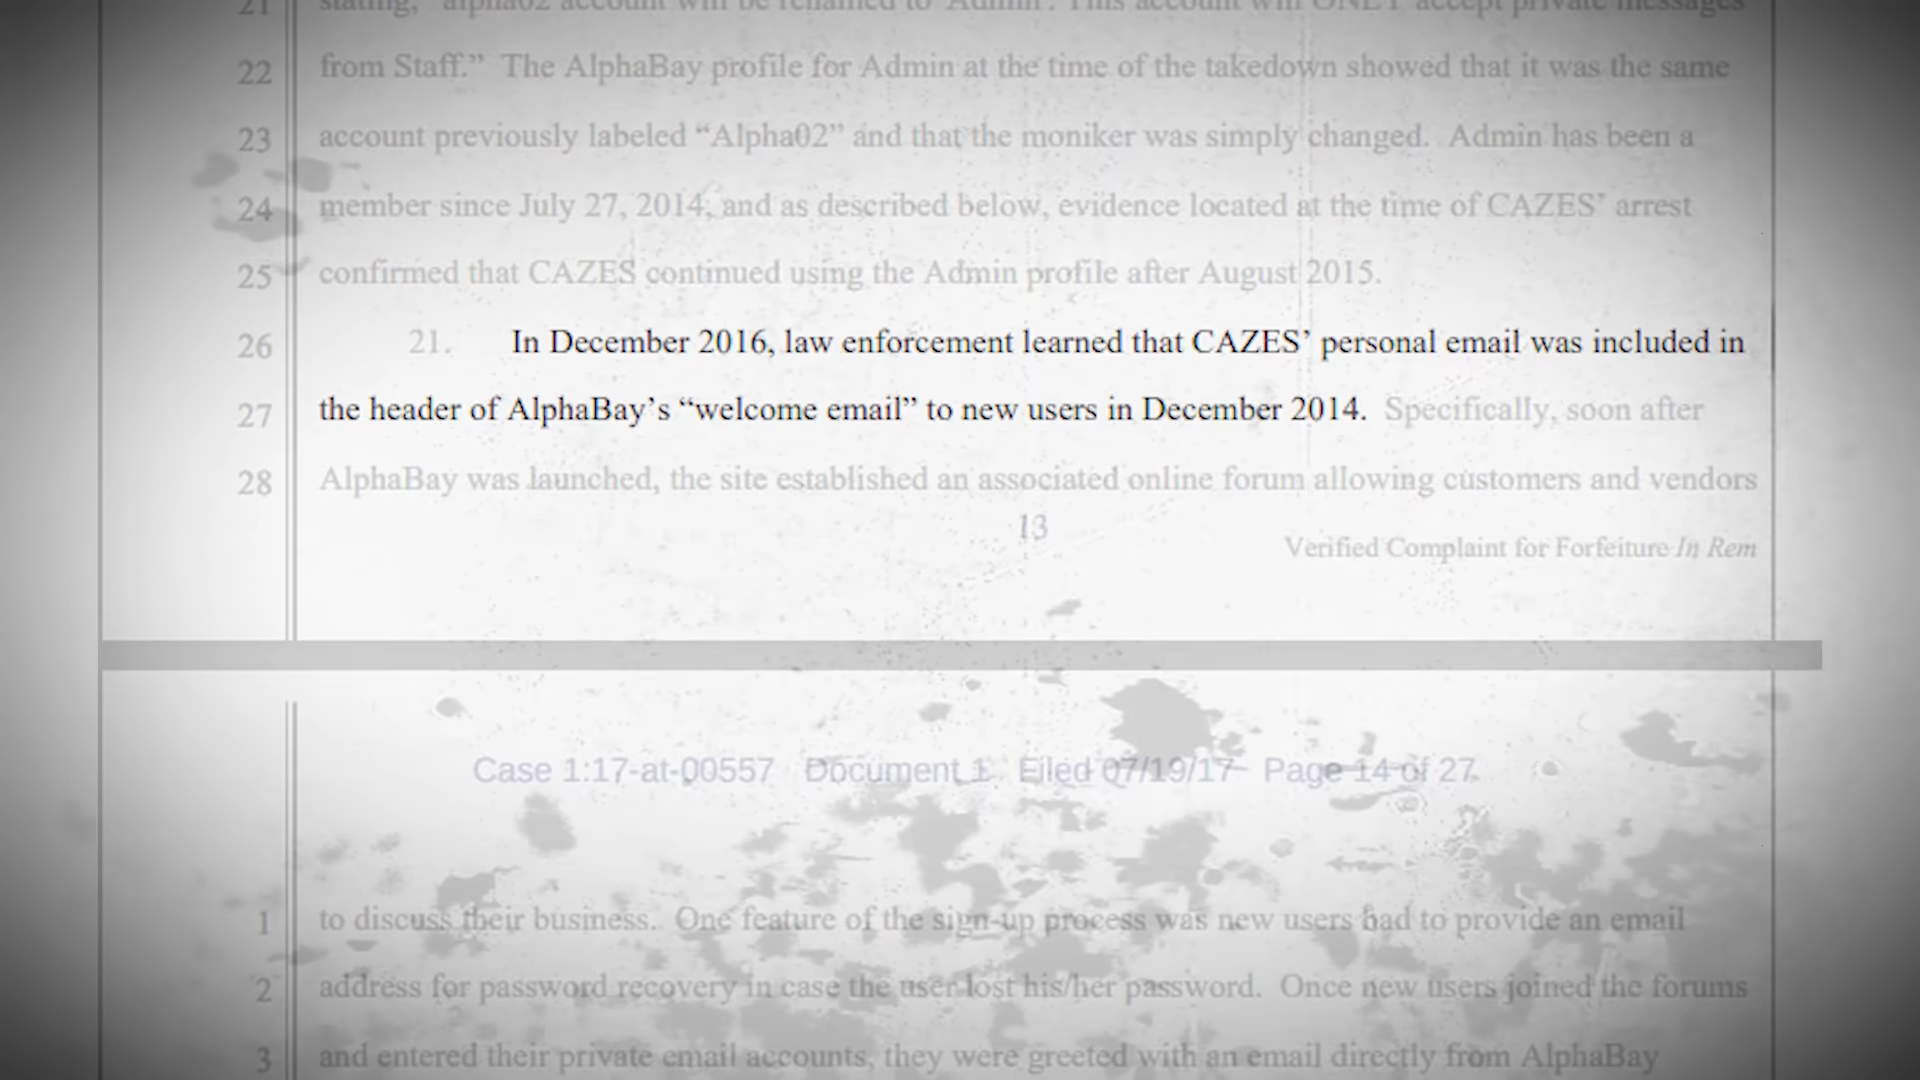 21 stating, “alpha02 account will be renamed to ‘Admin’. This account will ONLY accept private messages
22 from Staff.” The AlphaBay profile for Admin at the time of the takedown showed that it was the same
23 account previously labeled “Alpha02” and that the moniker was simply changed. Admin has been a
24 member since July 27, 2014, and as described below, evidence located at the time of CAZES’ arrest
25 confirmed that CAZES continued using the Admin profile after August 2015.
26 21. In December 2016, law enforcement learned that CAZES’ personal email was included in
27 the header of AlphaBay’s “welcome email” to new users in December 2014. Specifically, soon after
28 AlphaBay was launched, the site established an associated online forum allowing customers and vendors
13
Verified Complaint for Forfeiture In Rem
Case 1:17-at-00557 Document 1 Filed 07/19/17 Page 14 of 27
1 to discuss their business. One feature of the sign-up process was new users had to provide an email
2 address for password recovery in case the user lost his/her password. Once new users joined the forums
3 and entered their private email accounts, they were greeted with an email directly from AlphaBay